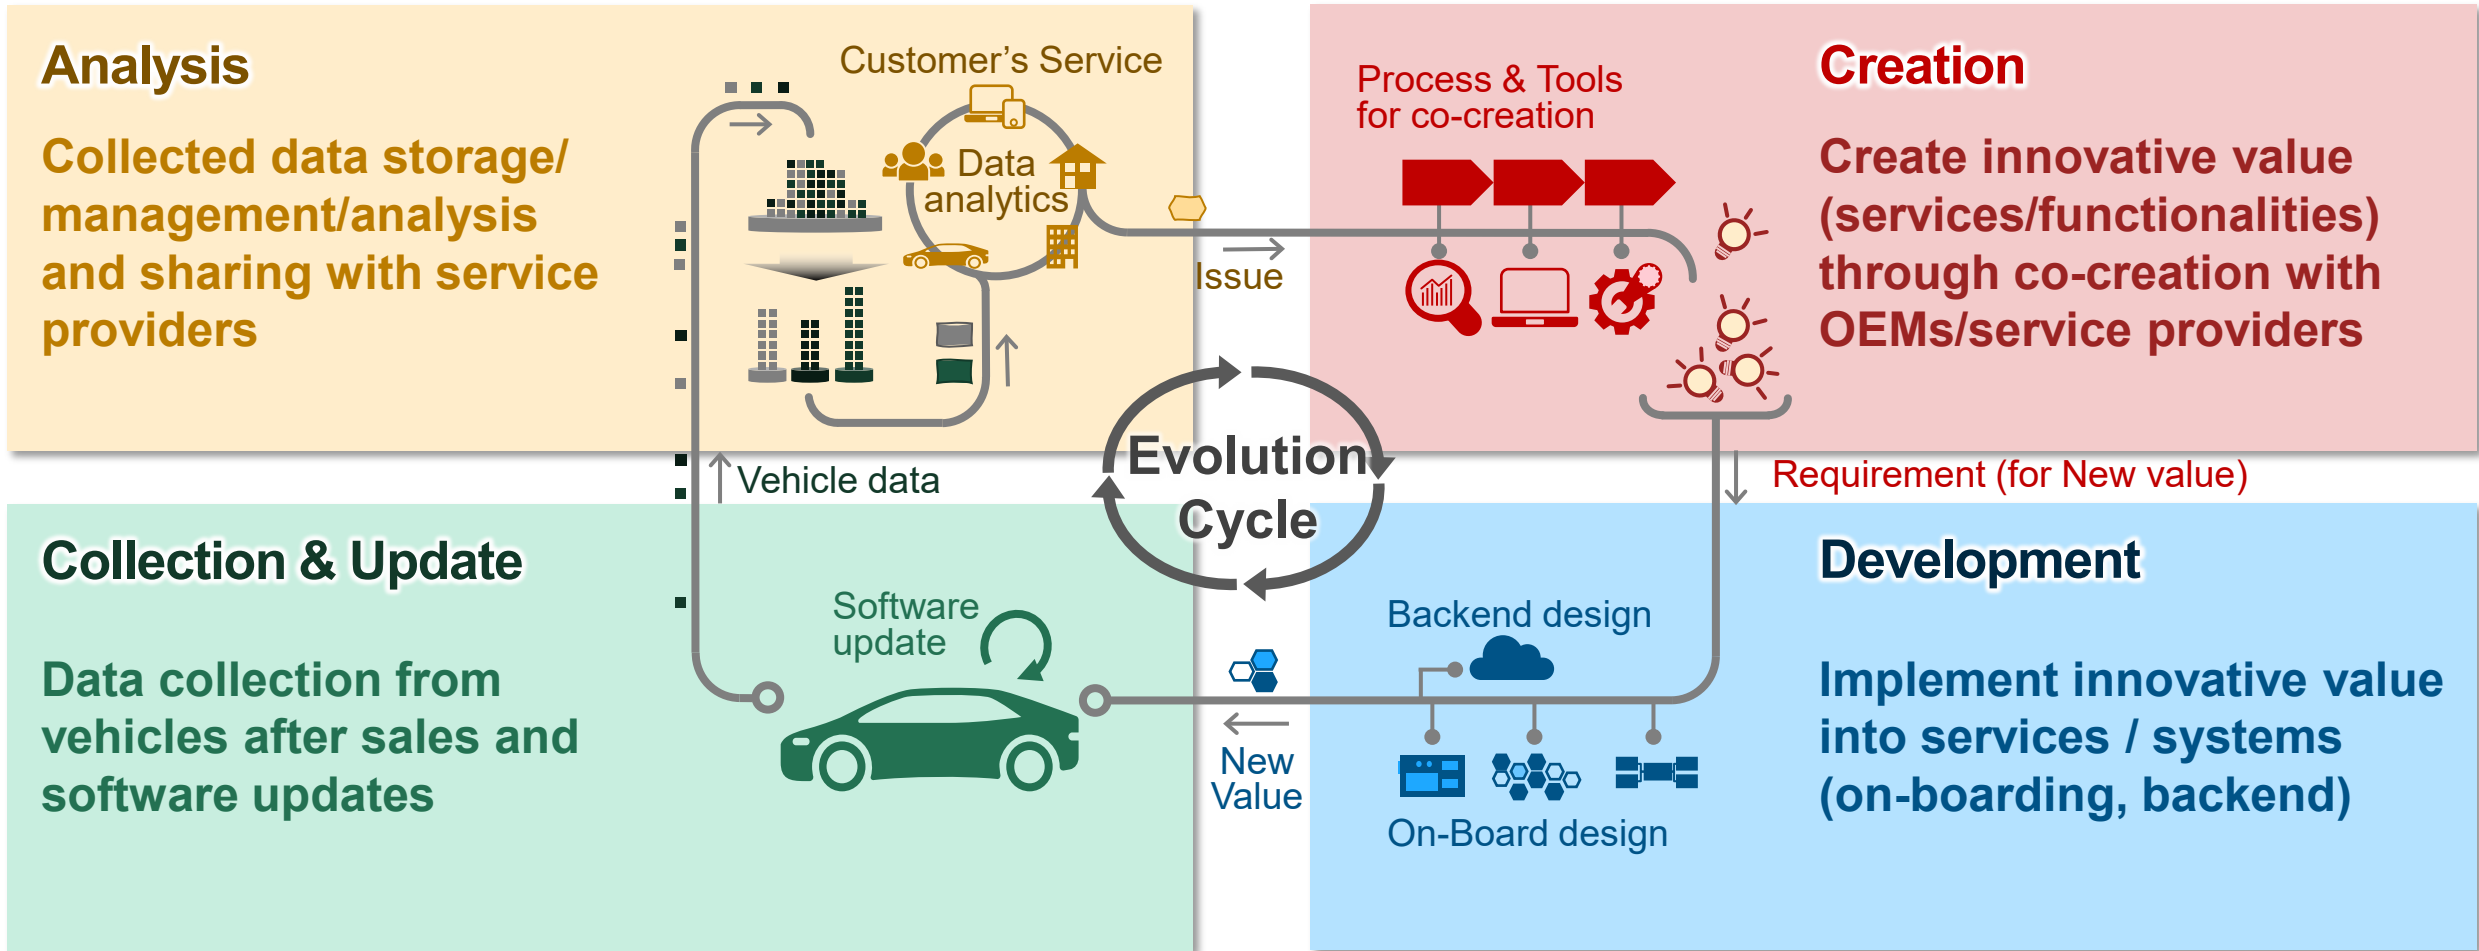 Analysis
Collected data storage/
management/analysis
and sharing with service
providers
Customer’s Service
Data
analytics
Issue
Process & Tools
for co-creation
Creation
Create innovative value
(services/functionalities)
through co-creation with
OEMs/service providers
Evolution
Cycle
Vehicle data
Requirement (for New value)
Collection & Update
Data collection from
vehicles after sales and
software updates
Software
update
New
Value
Backend design
On-Board design
Development
Implement innovative value
into services / systems
(on-boarding, backend)